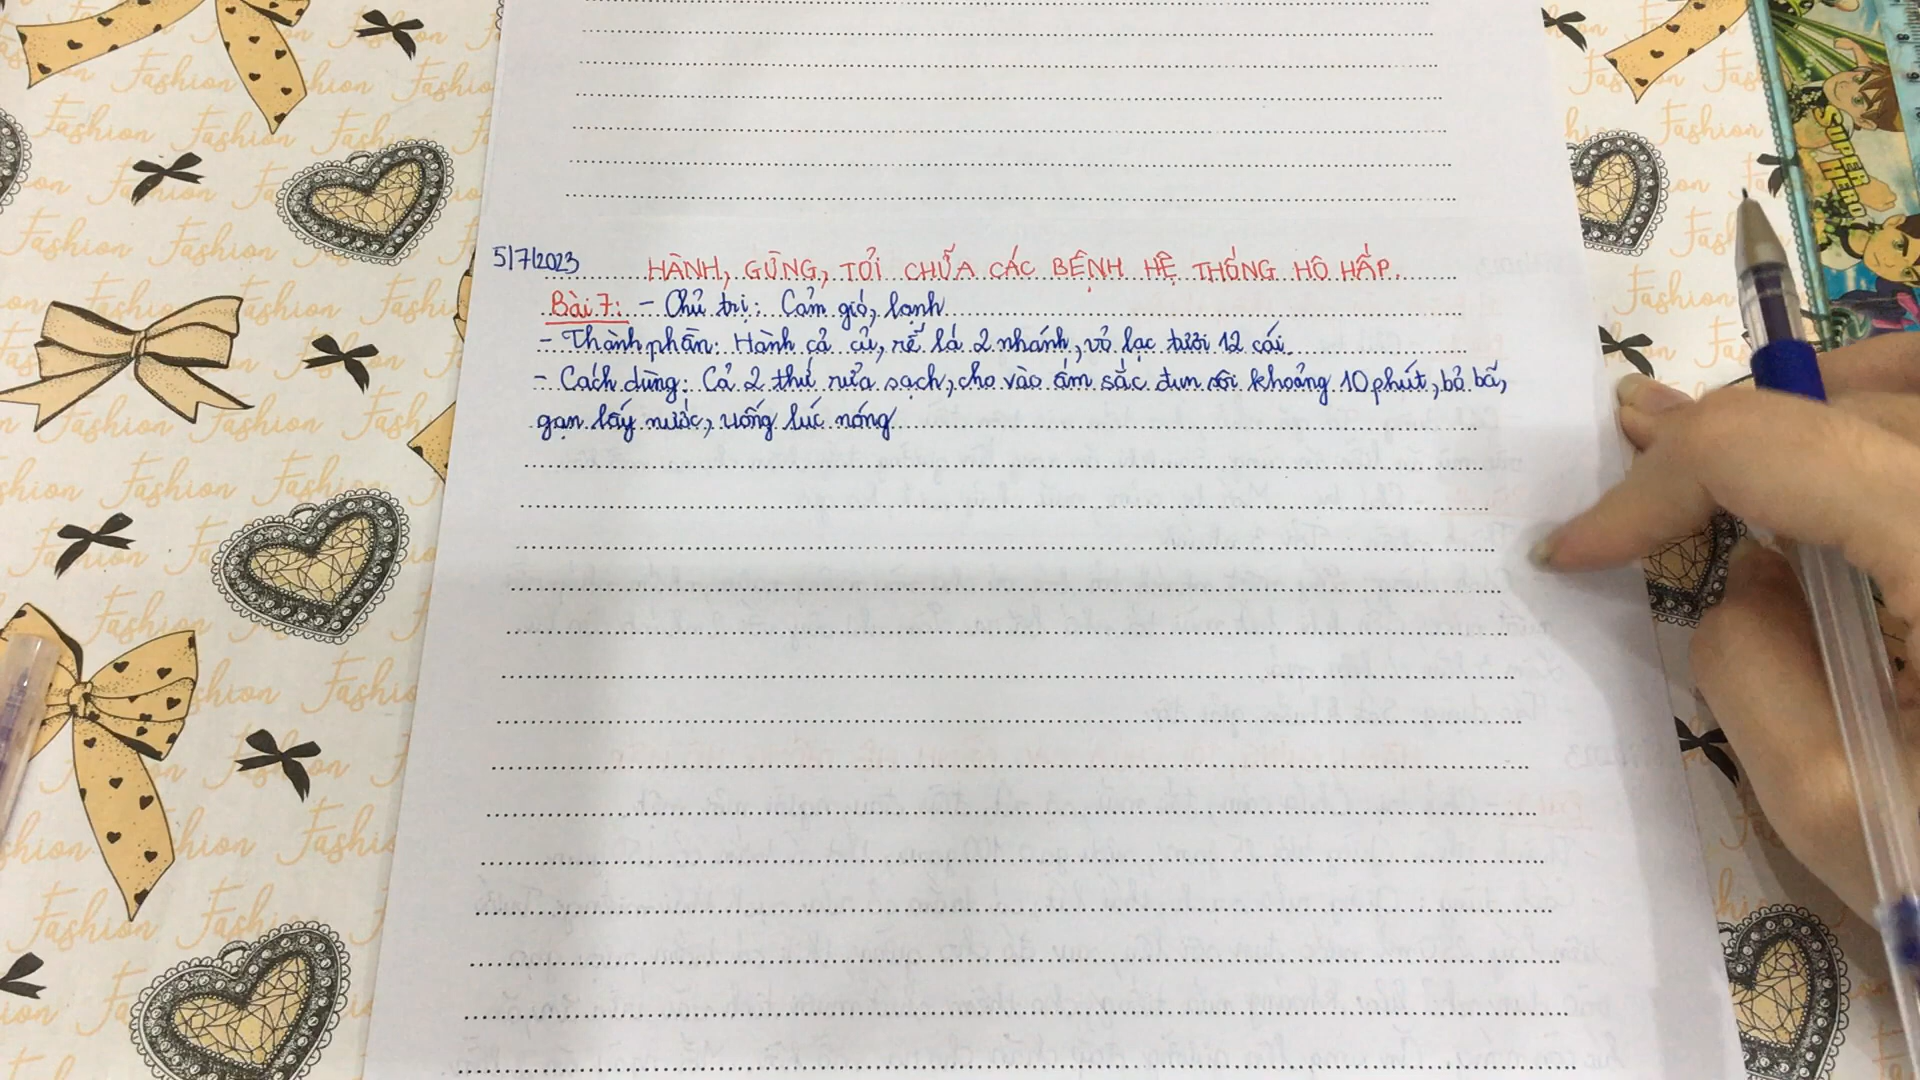 5/7/2023 HÀNH, GỪNG, TỎI CHỮA CÁC BỆNH HỆ THỐNG HÔ HẤP.
Bài 7: - Chủ trị: Cảm gió, lạnh
- Thành phần: Hành cả củ, rễ lá 2 nhánh, vỏ lạc tươi 12 cái.
- Cách dùng: Cả 2 thứ rửa sạch, cho vào ấm sắc đun sôi khoảng 10 phút, bỏ bã,
gạn lấy nước, uống lúc nóng
SUPER HERO
Fashion